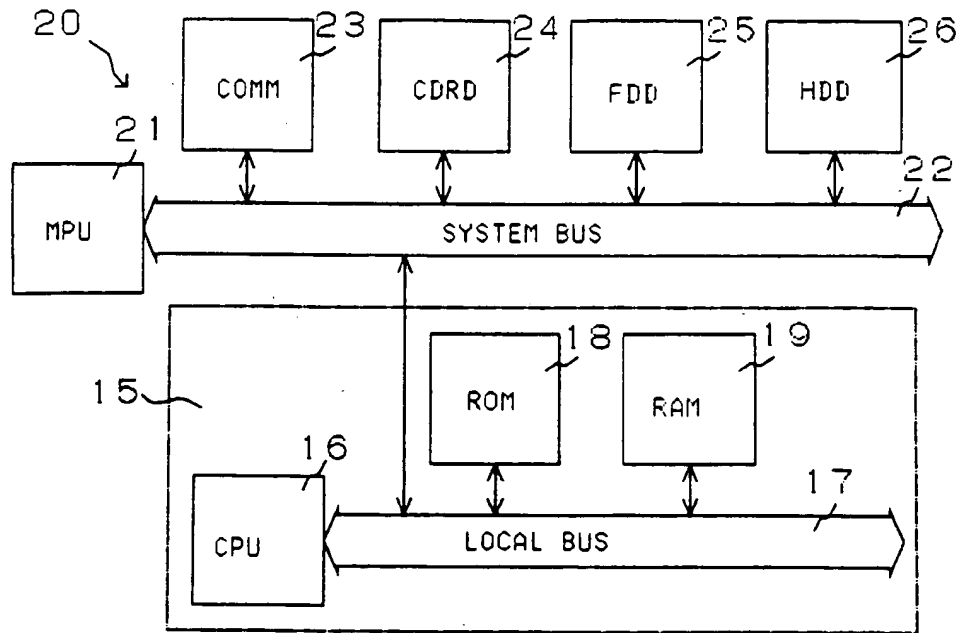 20
23
24
25
26
COMM
CDRD
FDD
HDD
21
22
MPU
SYSTEM BUS
18
19
15
ROM
RAM
16
17
CPU
LOCAL BUS